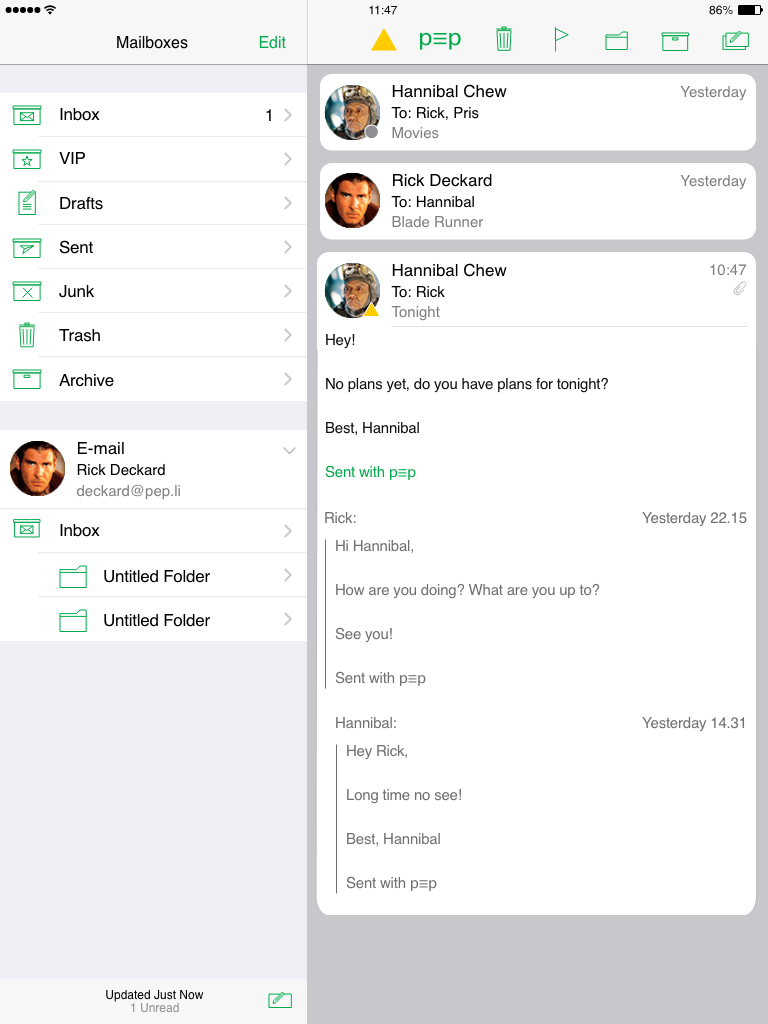 11:47
86%
Mailboxes
Edit
p≡p
Inbox 1
VIP
Drafts
Sent
Junk
Trash
Archive
E-mail
Rick Deckard
deckard@pep.li
Inbox
Untitled Folder
Untitled Folder
Updated Just Now
1 Unread
Hannibal Chew Yesterday
To: Rick, Pris
Movies
Rick Deckard Yesterday
To: Hannibal
Blade Runner
Hannibal Chew 10:47
To: Rick
Tonight
Hey!
No plans yet, do you have plans for tonight?
Best, Hannibal
Sent with p≡p
Rick: Yesterday 22.15
Hi Hannibal,
How are you doing? What are you up to?
See you!
Sent with p≡p
Hannibal: Yesterday 14.31
Hey Rick,
Long time no see!
Best, Hannibal
Sent with p≡p